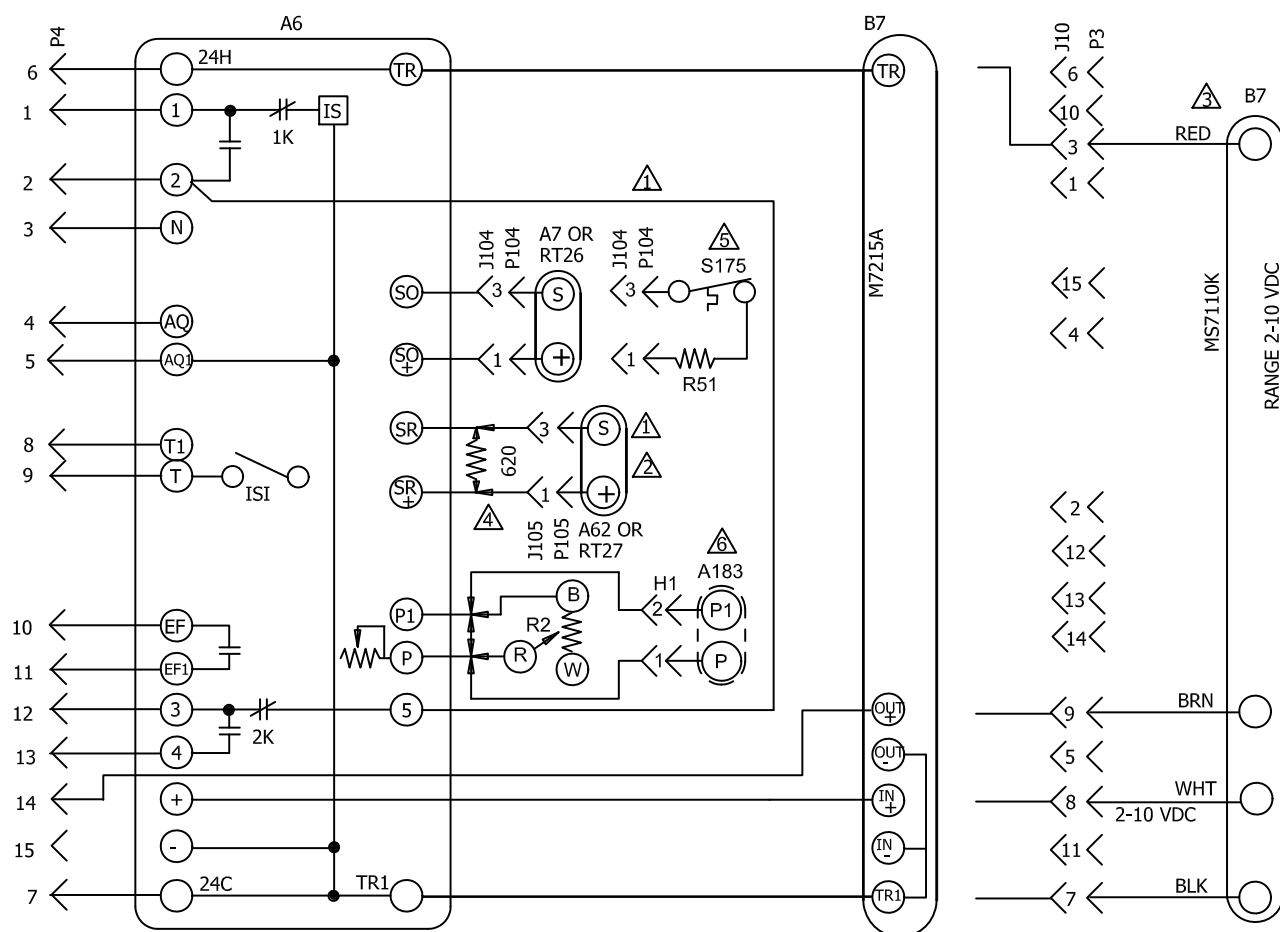 A6
B7
P4
J10
P3
6
24H
TR
TR
6
1
1
1K
IS
10
3
B7
3
RED
2
2
1
1
3
N
J104
P104
A7 OR
RT26
J104
P104
5
S175
M7215A
MS7110K
RANGE 2-10 VDC
SO
3
S
3
15
4
AQ
4
5
AQ1
SO
+
1
+
1
R51
8
T1
SR
3
S
1
9
T
ISI
620
2
SR
+
1
+
2
4
J105
P105
A62 OR
RT27
6
A183
12
H1
10
EF
P1
B
2
P1
13
R2
14
11
EF1
P
R
W
1
P
12
3
5
OUT
+
9
BRN
2K
13
4
OUT
-
5
14
+
IN
+
8
WHT
2-10 VDC
15
-
IN
-
11
7
24C
TR1
TR1
7
BLK